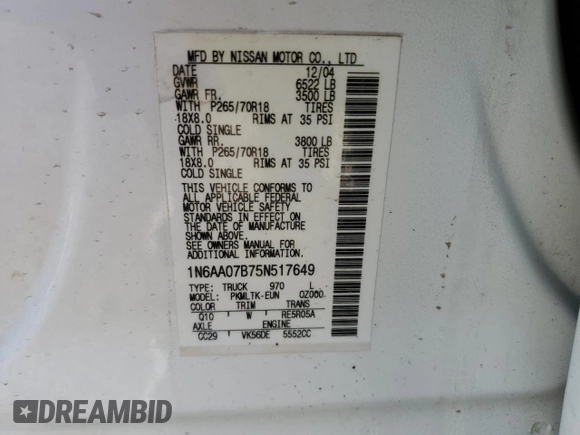 MFD BY NISSAN MOTOR CO., LTD
DATE 12/04
GVWR 6522 LB
GAWR FR. 3500 LB
WITH P265/70R18 TIRES
18X8.0 RIMS AT 35 PSI
COLD SINGLE
GAWR RR. 3800 LB
WITH P265/70R18 TIRES
18X8.0 RIMS AT 35 PSI
COLD SINGLE
THIS VEHICLE CONFORMS TO
ALL APPLICABLE FEDERAL
MOTOR VEHICLE SAFETY
STANDARDS IN EFFECT ON
THE DATE OF MANUFACTURE
SHOWN ABOVE.
SEE OWNERS MANUAL FOR
ADDITIONAL INFORMATION
1N6AA07B75N517649
TYPE: TRUCK 970 L
MODEL: PKMLTK-EUN 0Z000
COLOR TRIM TRANS
Q10 W RE5R05A
AXLE ENGINE
CC29 VK56DE 5552CC
DREAMBID